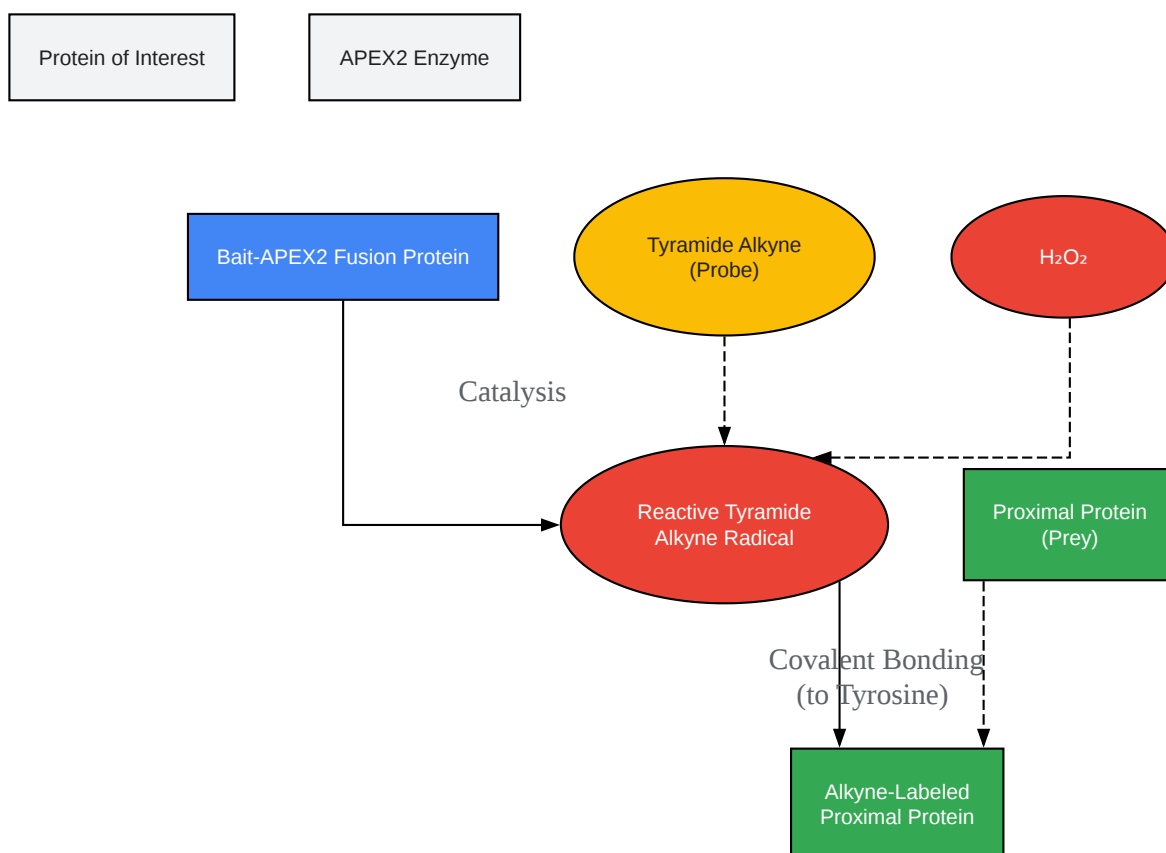 Protein of Interest
APEX2 Enzyme
Bait-APEX2 Fusion Protein
Tyramide Alkyne
(Probe)
H₂O₂
Catalysis
Reactive Tyramide
Alkyne Radical
Proximal Protein
(Prey)
Covalent Bonding
(to Tyrosine)
Alkyne-Labeled
Proximal Protein